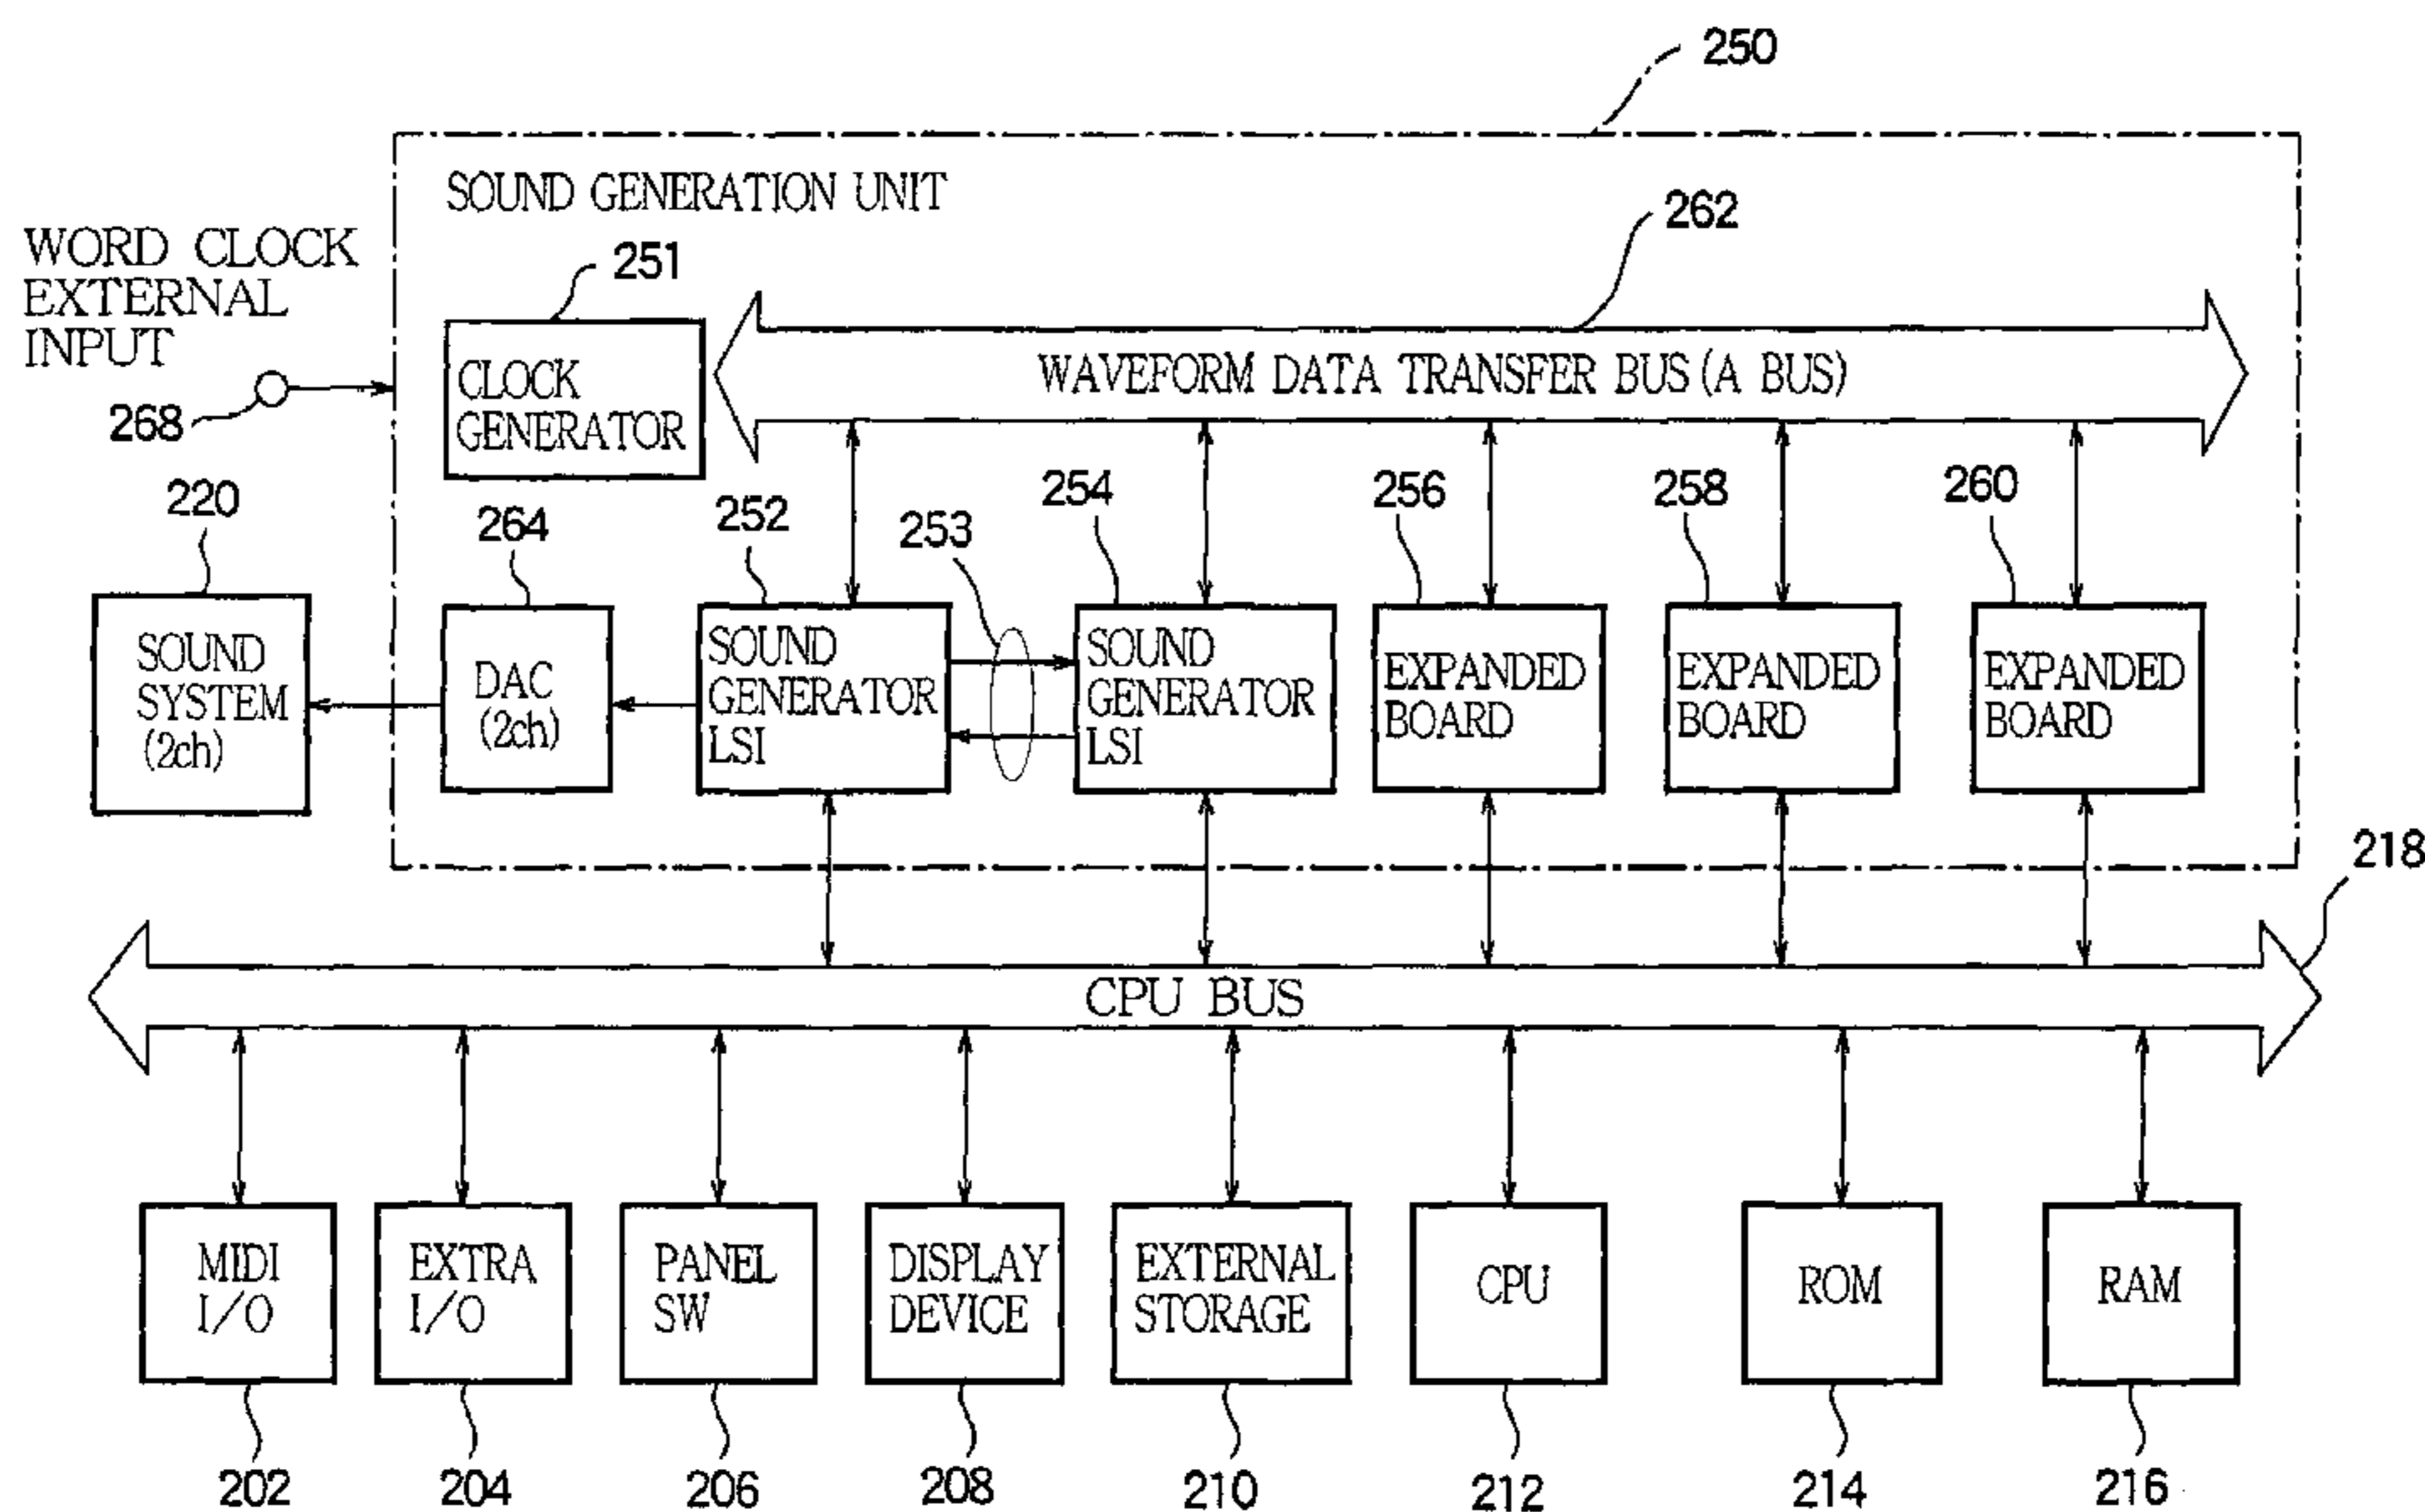 250
SOUND GENERATION UNIT
262
WORD CLOCK
EXTERNAL
INPUT
251
CLOCK
GENERATOR
WAVEFORM DATA TRANSFER BUS (A BUS)
268
220
264
252
253
254
256
258
260
SOUND
SYSTEM
(2ch)
DAC
(2ch)
SOUND
GENERATOR
LSI
SOUND
GENERATOR
LSI
EXPANDED
BOARD
EXPANDED
BOARD
EXPANDED
BOARD
218
CPU BUS
MIDI
I/O
EXTRA
I/O
PANEL
SW
DISPLAY
DEVICE
EXTERNAL
STORAGE
CPU
ROM
RAM
202
204
206
208
210
212
214
216